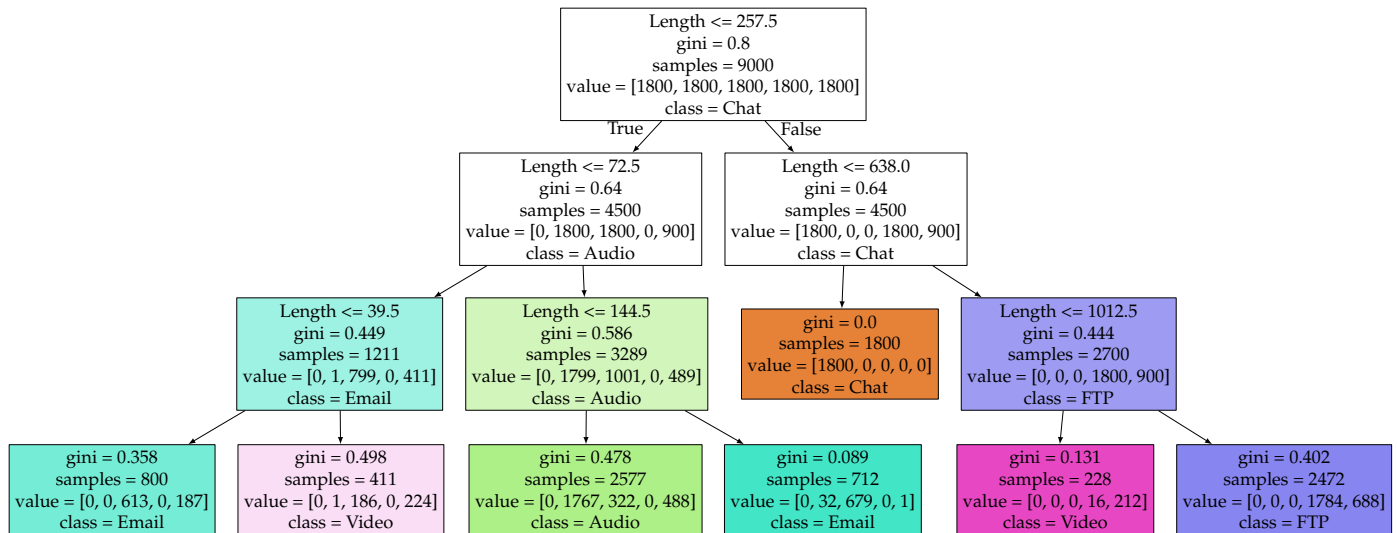 Length <= 257.5
gini = 0.8
samples = 9000
value = [1800, 1800, 1800, 1800, 1800]
class = Chat
True
False
Length <= 72.5
gini = 0.64
samples = 4500
value = [0, 1800, 1800, 0, 900]
class = Audio
Length <= 638.0
gini = 0.64
samples = 4500
value = [1800, 0, 0, 1800, 900]
class = Chat
Length <= 39.5
gini = 0.449
samples = 1211
value = [0, 1, 799, 0, 411]
class = Email
Length <= 144.5
gini = 0.586
samples = 3289
value = [0, 1799, 1001, 0, 489]
class = Audio
gini = 0.0
samples = 1800
value = [1800, 0, 0, 0, 0]
class = Chat
Length <= 1012.5
gini = 0.444
samples = 2700
value = [0, 0, 0, 1800, 900]
class = FTP
gini = 0.358
samples = 800
value = [0, 0, 613, 0, 187]
class = Email
gini = 0.498
samples = 411
value = [0, 1, 186, 0, 224]
class = Video
gini = 0.478
samples = 2577
value = [0, 1767, 322, 0, 488]
class = Audio
gini = 0.089
samples = 712
value = [0, 32, 679, 0, 1]
class = Email
gini = 0.131
samples = 228
value = [0, 0, 0, 16, 212]
class = Video
gini = 0.402
samples = 2472
value = [0, 0, 0, 1784, 688]
class = FTP